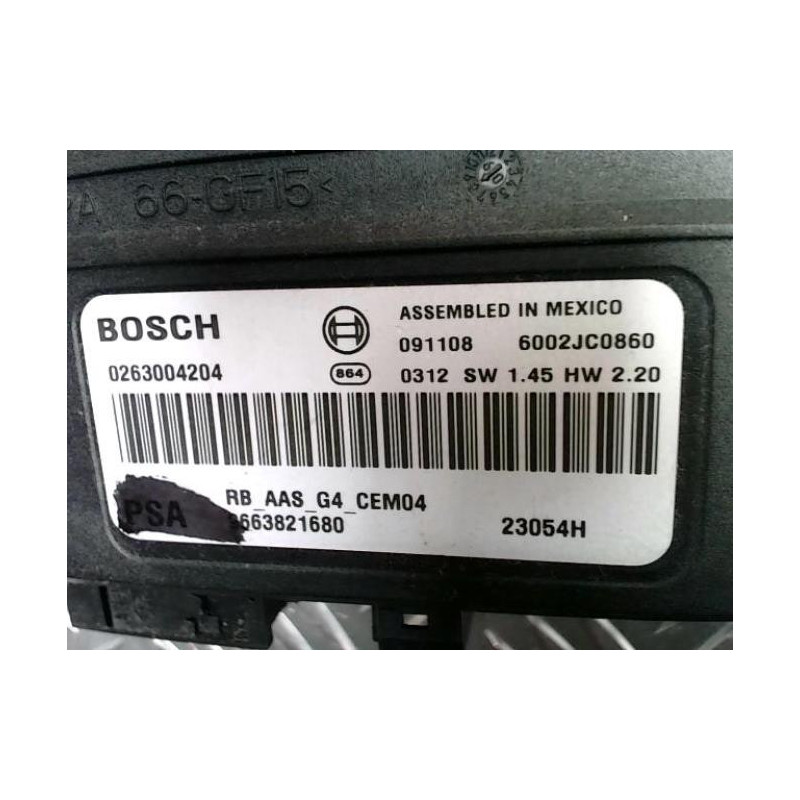 66-GF15<
BOSCH
ASSEMBLED IN MEXICO
091108 6002JC0860
0263004204 864 0312 SW 1.45 HW 2.20
PSA
RB_AAS_G4_CEM04
9663821680 23054H